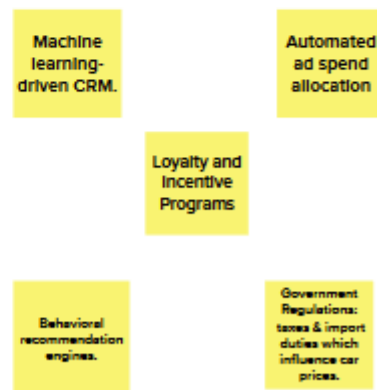 Machine
learning-
driven CRM.
Automated
ad spend
allocation
Loyalty and
Incentive
Programs
Behavioral
recommendation
engines.
Government
Regulations:
taxes & import
duties which
influence car
prices.